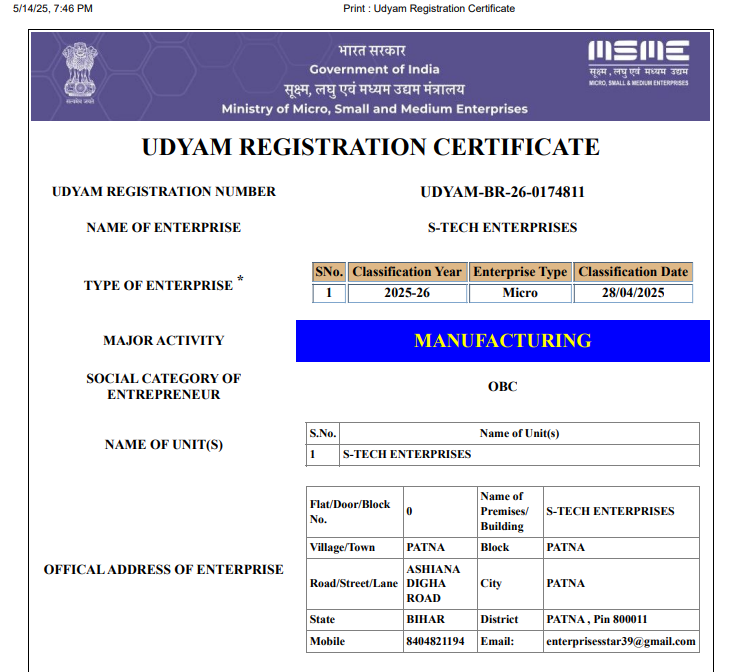 5/14/25, 7:46 PM Print : Udyam Registration Certificate
भारत सरकार
Government of India
सूक्ष्म, लघु एवं मध्यम उद्यम मंत्रालय
Ministry of Micro, Small and Medium Enterprises
सत्यमेव जयते
MSME
सूक्ष्म, लघु एवं मध्यम उद्यम
MICRO, SMALL & MEDIUM ENTERPRISES
UDYAM REGISTRATION CERTIFICATE
UDYAM REGISTRATION NUMBER UDYAM-BR-26-0174811
NAME OF ENTERPRISE S-TECH ENTERPRISES
TYPE OF ENTERPRISE *
SNo. Classification Year Enterprise Type Classification Date
1 2025-26 Micro 28/04/2025
MAJOR ACTIVITY MANUFACTURING
SOCIAL CATEGORY OF
ENTREPRENEUR
OBC
NAME OF UNIT(S)
S.No. Name of Unit(s)
1 S-TECH ENTERPRISES
OFFICAL ADDRESS OF ENTERPRISE
Flat/Door/Block
No.
0
Name of
Premises/
Building
S-TECH ENTERPRISES
Village/Town PATNA Block PATNA
Road/Street/Lane
ASHIANA
DIGHA
ROAD
City PATNA
State BIHAR District PATNA , Pin 800011
Mobile 8404821194 Email: enterprisesstar39@gmail.com